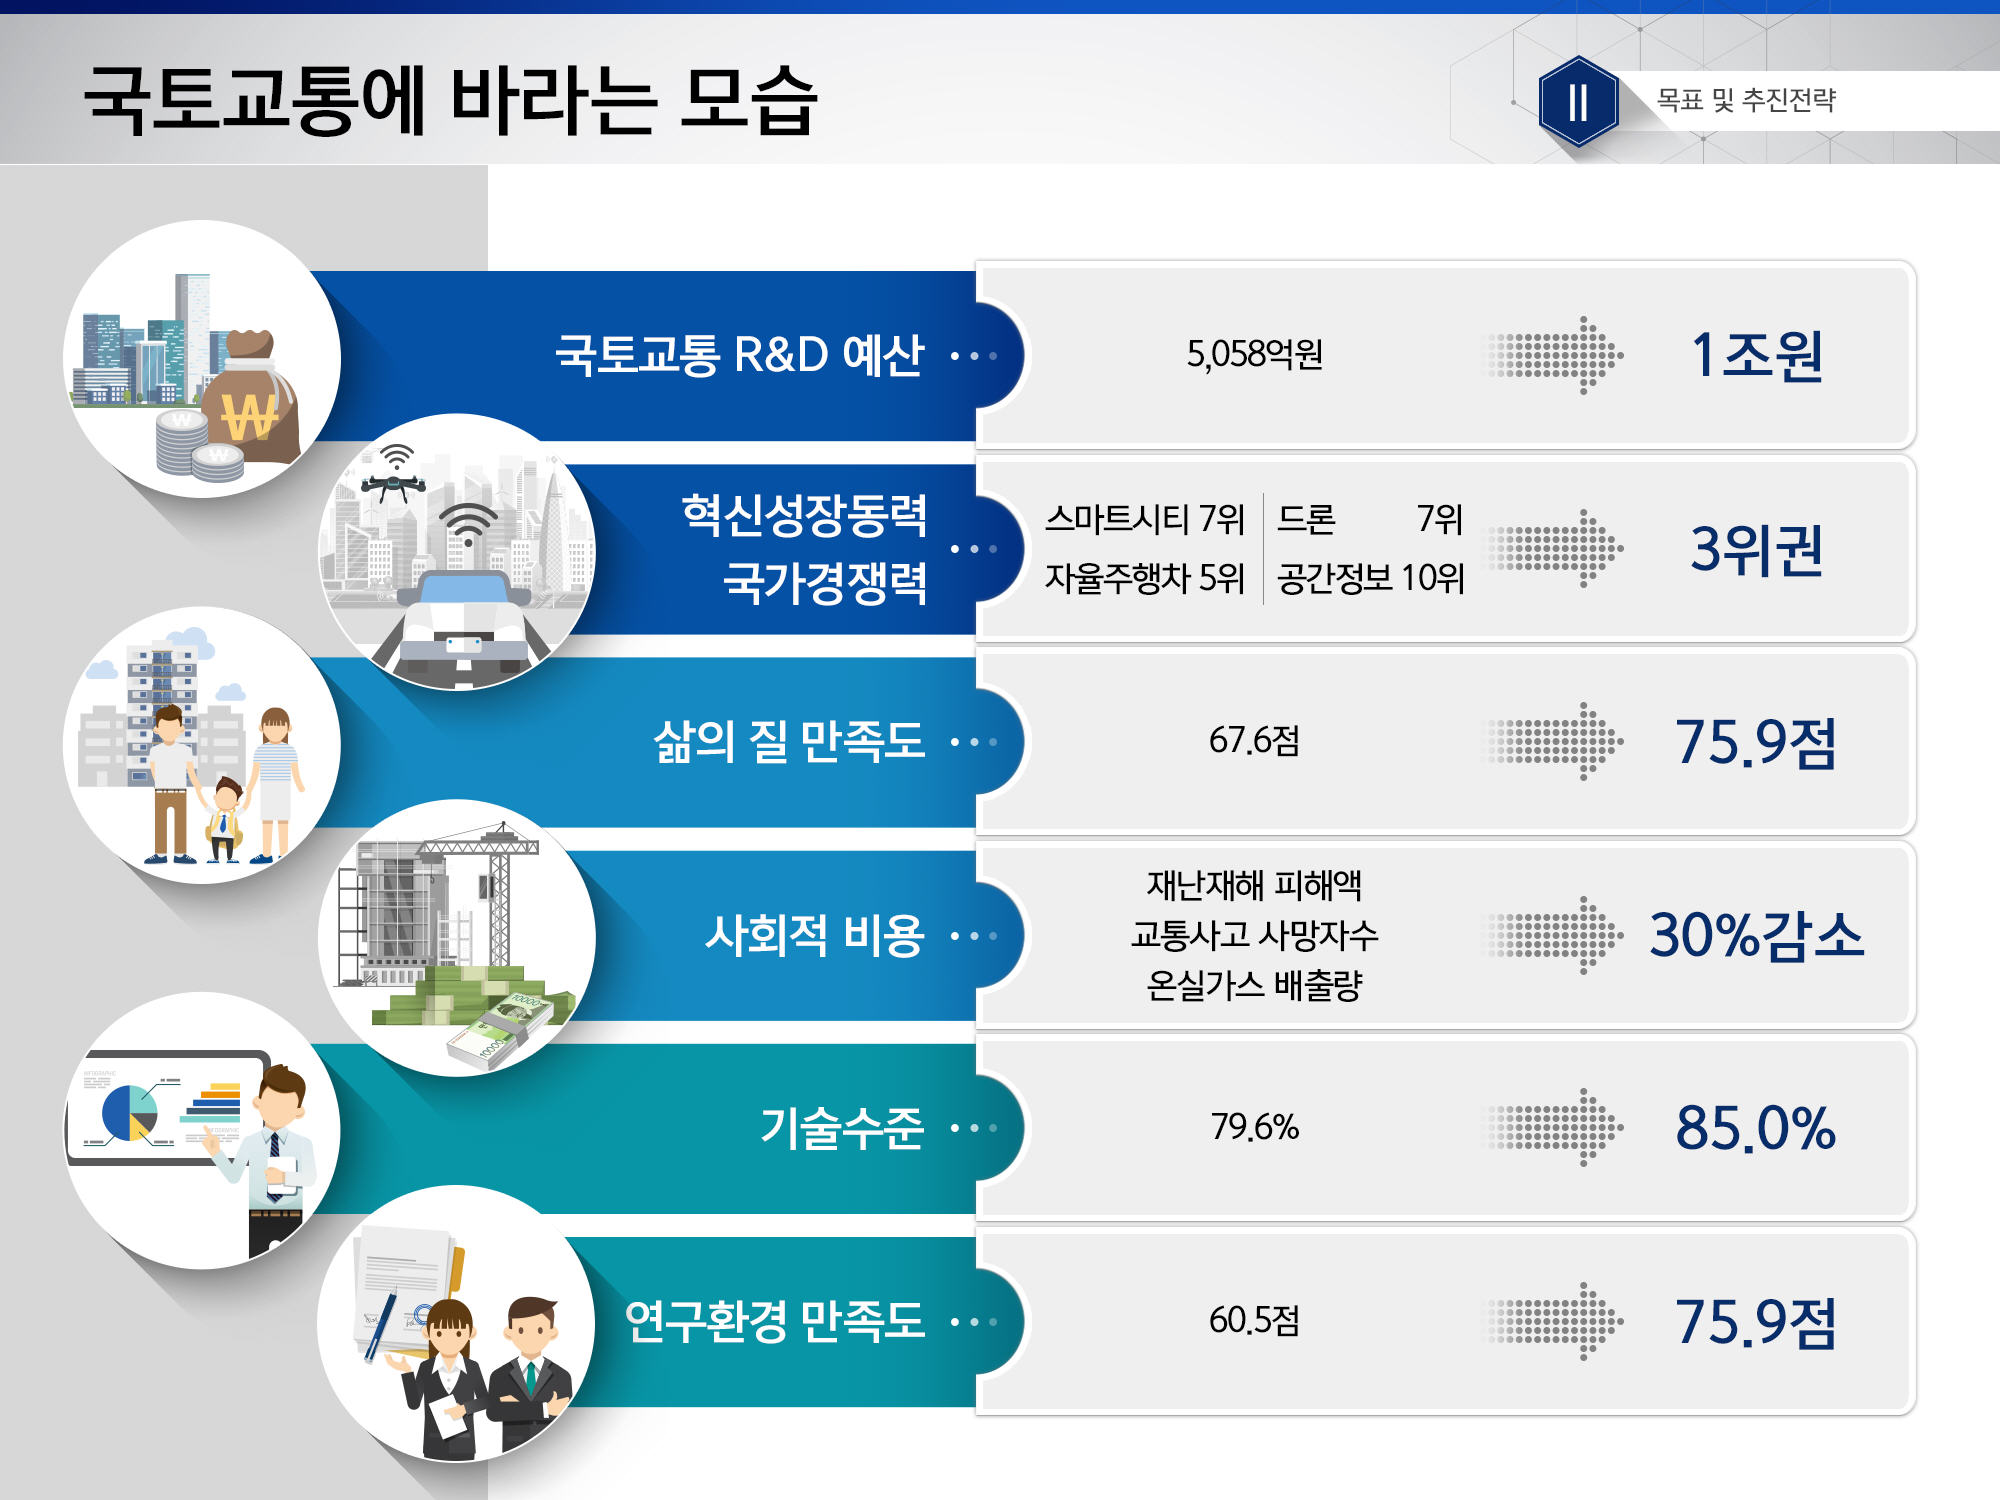 국토교통에 바라는 모습
II 목표 및 추진전략
국토교통 R&D 예산
5,058억원
1조원
혁신성장동력
국가경쟁력
스마트시티 7위 드론 7위
자율주행차 5위 공간정보 10위
3위권
삶의 질 만족도
67.6점
75.9점
사회적 비용
재난재해 피해액
교통사고 사망자수
온실가스 배출량
30%감소
기술수준
79.6%
85.0%
연구환경 만족도
60.5점
75.9점
W
W
W
10000
10000
INFOGRAPHIC
INFOGRAPHIC